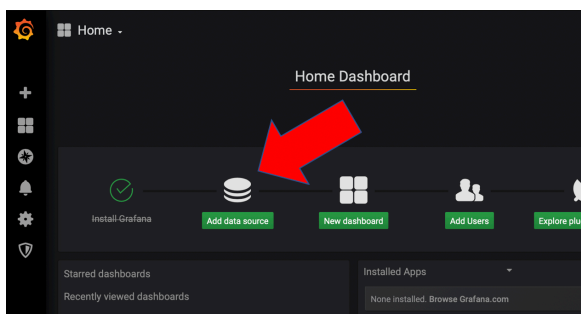 Home
Home Dashboard
Install Grafana
Add data source
New dashboard
Add Users
Explore plu
Starred dashboards
Recently viewed dashboards
Installed Apps
None installed. Browse Grafana.com